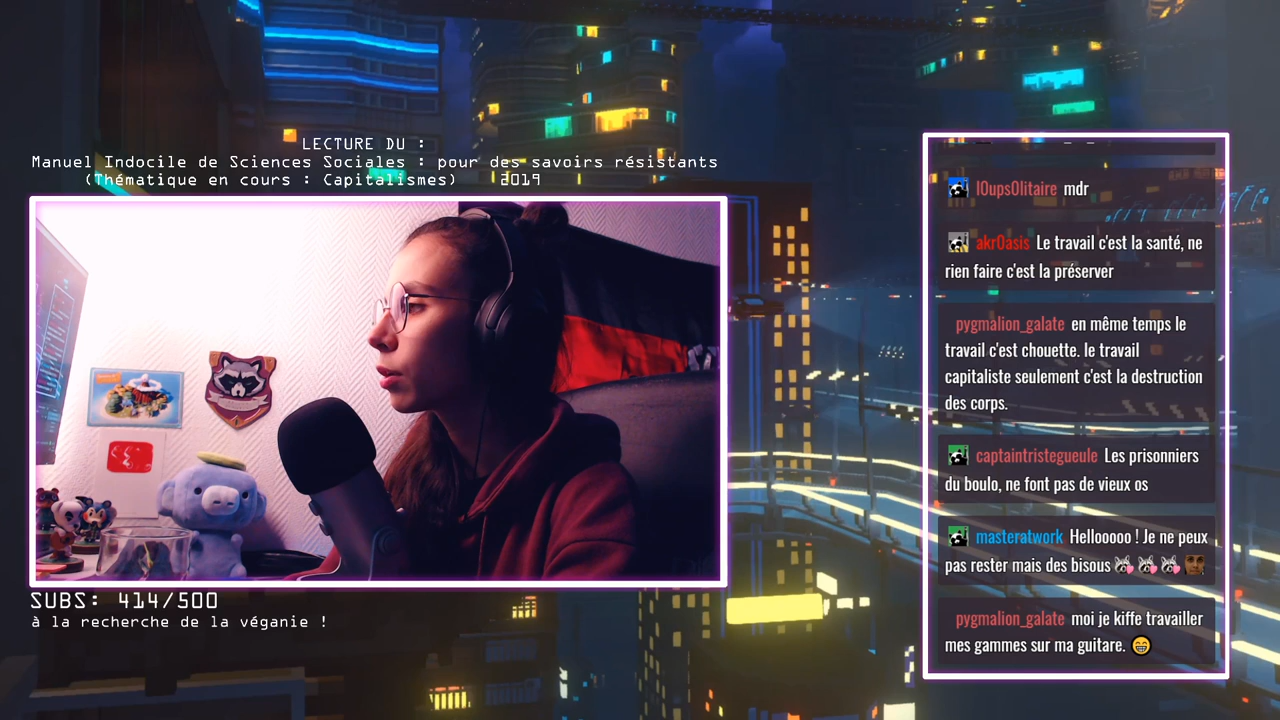 LECTURE DU :
Manuel Indocile de Sciences Sociales : pour des savoirs résistants
(Thématique en cours : Capitalismes) 2019
SUBS: 414/500
à la recherche de la véganie !
l0ups0litaire mdr
akr0asis Le travail c'est la santé, ne
rien faire c'est la préserver
pygmalion_galate en même temps le
travail c'est chouette. le travail
capitaliste seulement c'est la destruction
des corps.
captaintristegueule Les prisonniers
du boulo, ne font pas de vieux os
masteratwork Hellooooo ! Je ne peux
pas rester mais des bisous
pygmalion_galate moi je kiffe travailler
mes gammes sur ma guitare.